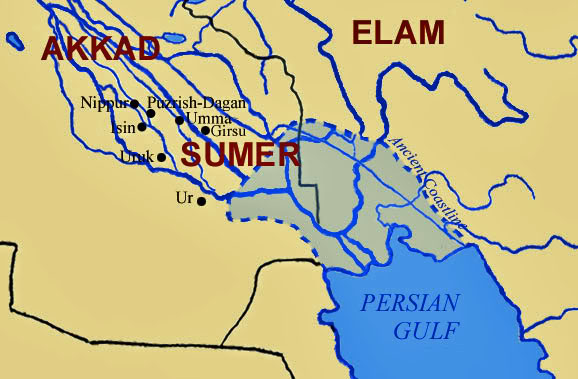 ELAM
AKKAD
Nippur
Puzrish-Dagan
Isin
Umma
Girsu
SUMER
Uruk
Ur
Ancient Coastline
PERSIAN
GULF